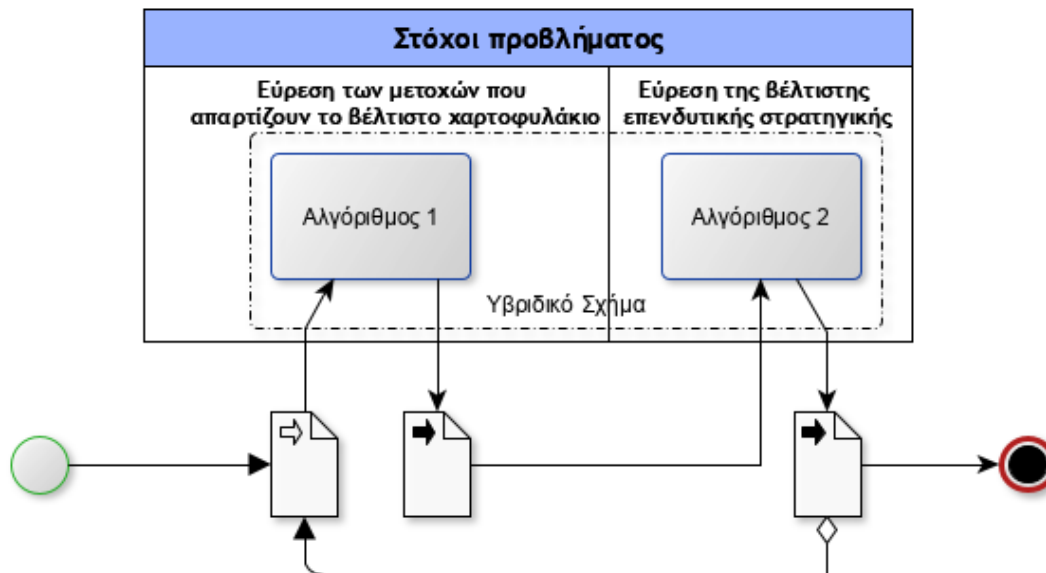 Στόχοι προβλήματος
Εύρεση των μετοχών που
απαρτίζουν το βέλτιστο χαρτοφυλάκιο
Εύρεση της βέλτιστης
επενδυτικής στρατηγικής
Αλγόριθμος 1
Αλγόριθμος 2
Υβριδικό Σχήμα